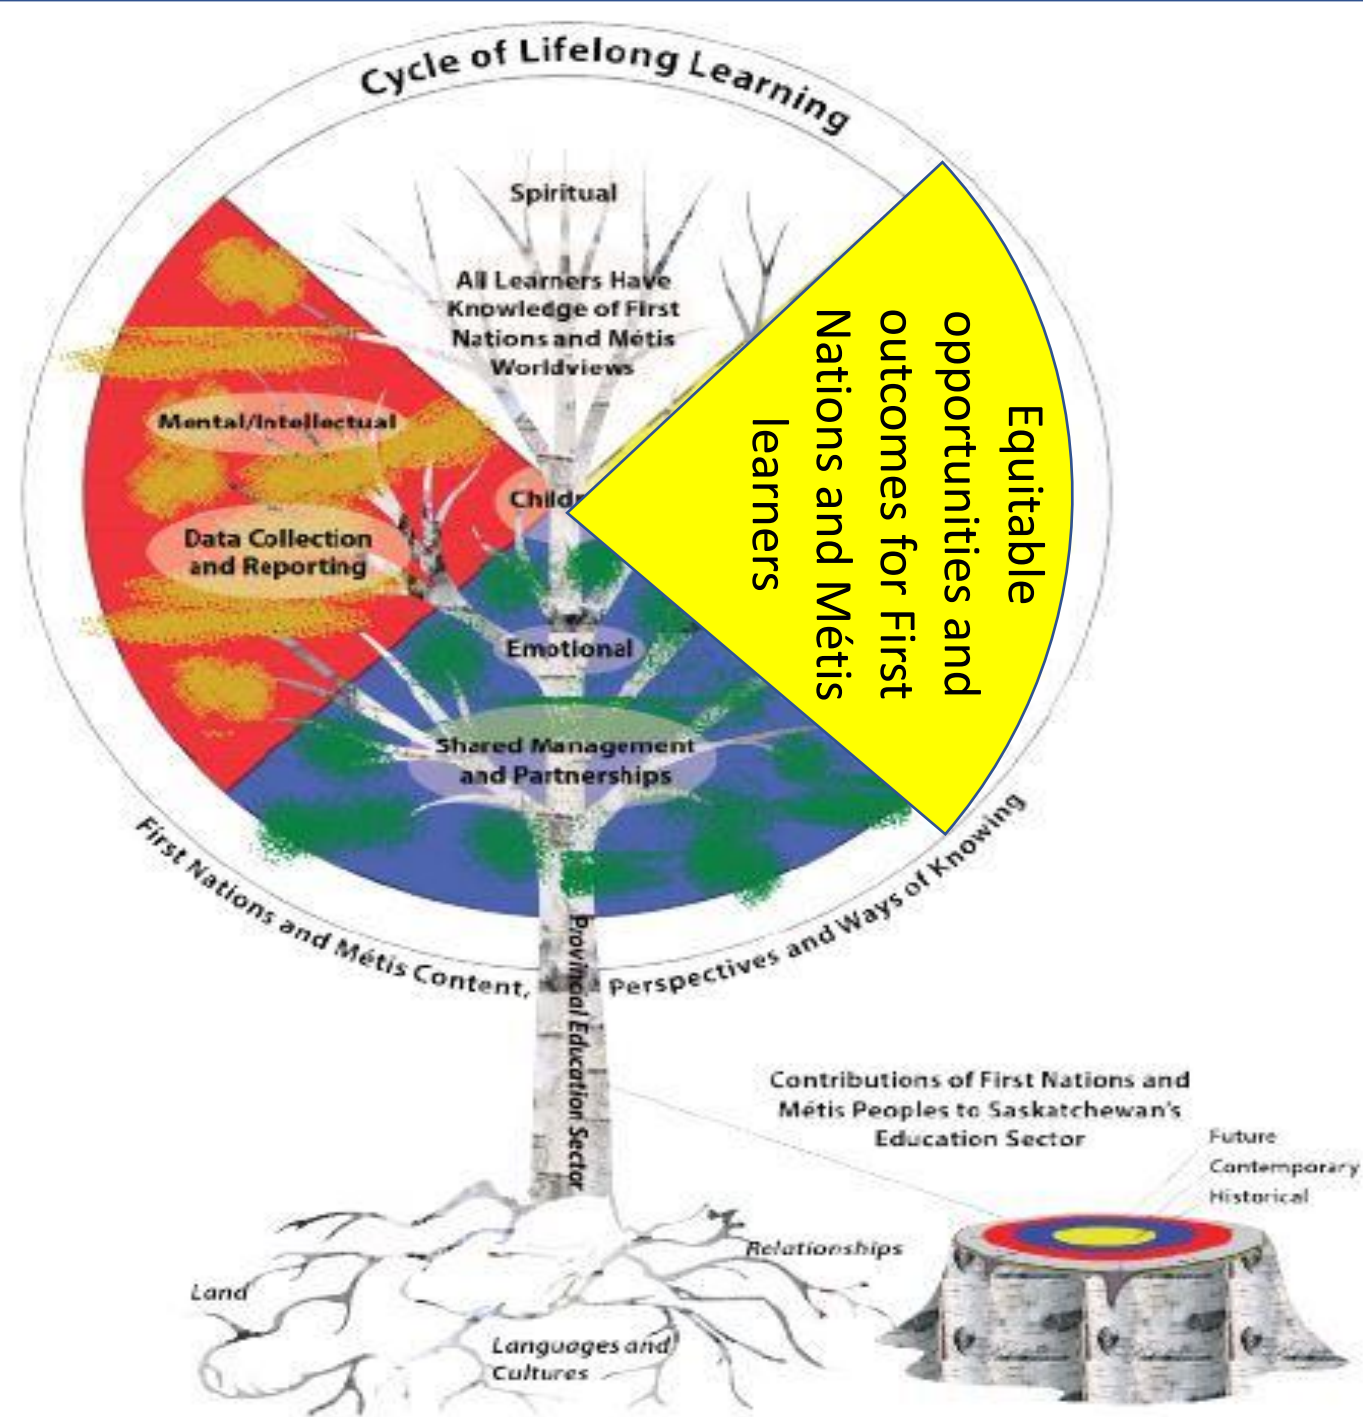 Cycle of Lifelong Learning
Spiritual
All Learners Have
Knowledge of First
Nations and Métis
Worldviews
Mental/Intellectual
Data Collection
and Reporting
Equitable
opportunities and
outcomes for First
Nations and Métis
learners
Emotional
Shared Management
and Partnerships
First Nations and Métis Content, Perspectives and Ways of Knowing
Provincial Education Sector
Contributions of First Nations and
Métis Peoples to Saskatchewan's
Education Sector
Future
Contemporary
Historical
Relationships
Land
Languages and
Cultures